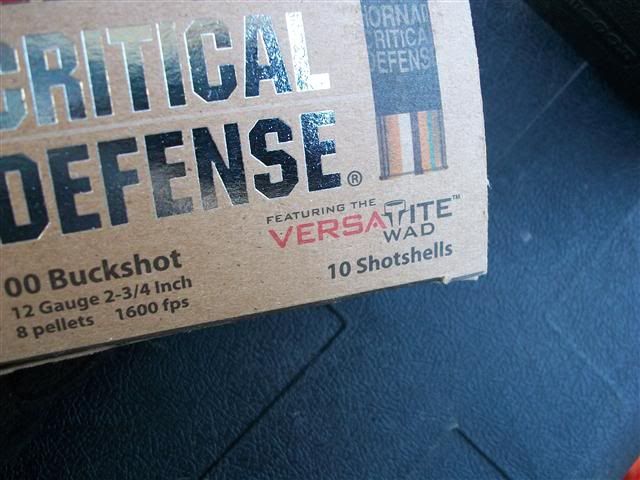 CRITICAL
DEFENSE®
FEATURING THE
VERSATITE™
WAD
00 Buckshot
12 Gauge 2-3/4 Inch
8 pellets 1600 fps
10 Shotshells